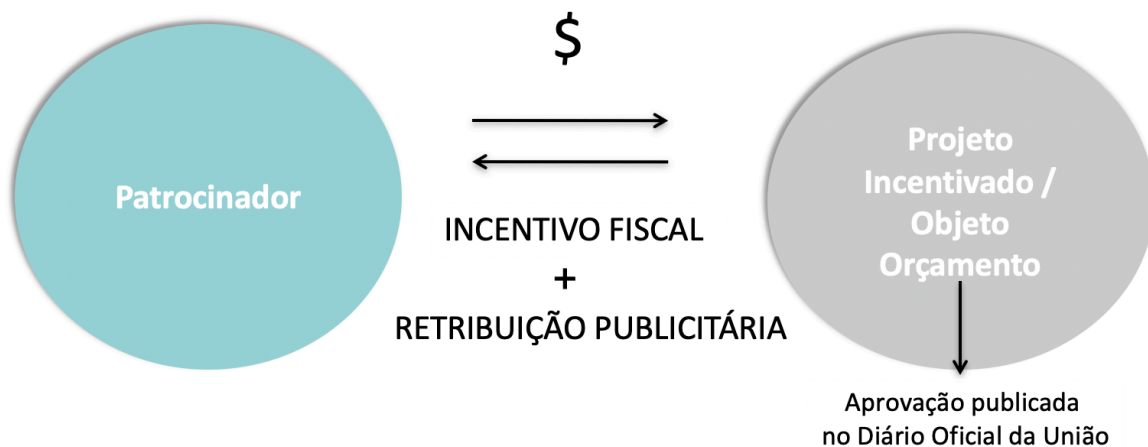 $
Patrocinador
INCENTIVO FISCAL
+
RETRIBUIÇÃO PUBLICITÁRIA
Projeto
Incentivado /
Objeto
Orçamento
Aprovação publicada
no Diário Oficial da União